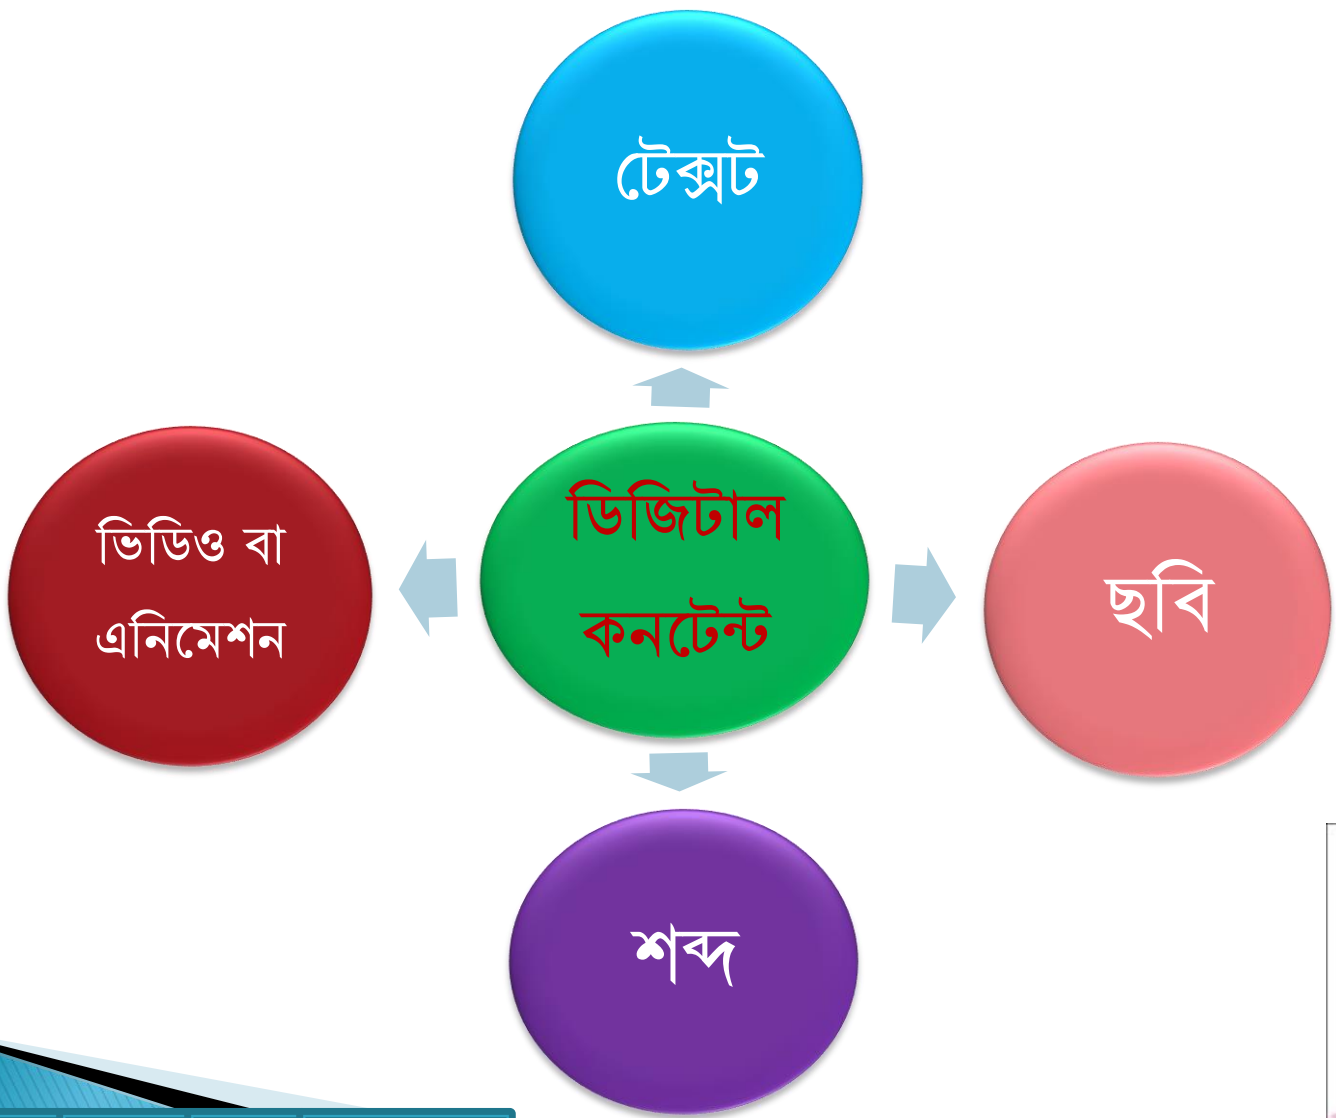 টেক্সট
ভিডিও বা
এনিমেশন
ডিজিটাল
কনটেন্ট
ছবি
শব্দ